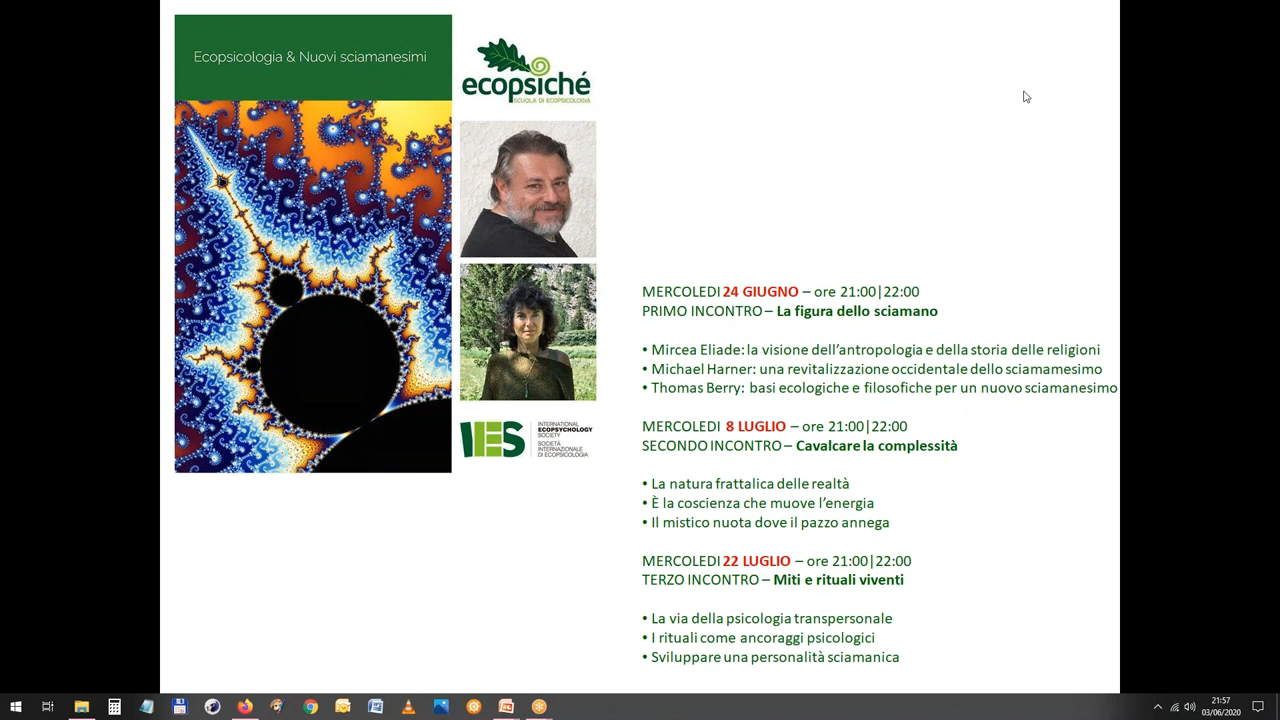 Ecopsicologia & Nuovi sciamanesimi
ecopsiché
SCUOLA DI ECOPSICOLOGIA
IES
INTERNATIONAL
ECOPSYCHOLOGY
SOCIETY
SOCIETÀ
INTERNAZIONALE
DI ECOPSICOLOGIA
MERCOLEDI 24 GIUGNO – ore 21:00|22:00
PRIMO INCONTRO – La figura dello sciamano
• Mircea Eliade: la visione dell’antropologia e della storia delle religioni
• Michael Harner: una revitalizzazione occidentale dello sciamamesimo
• Thomas Berry: basi ecologiche e filosofiche per un nuovo sciamanesimo
MERCOLEDI 8 LUGLIO – ore 21:00|22:00
SECONDO INCONTRO – Cavalcare la complessità
• La natura frattalica delle realtà
• È la coscienza che muove l’energia
• Il mistico nuota dove il pazzo annega
MERCOLEDI 22 LUGLIO – ore 21:00|22:00
TERZO INCONTRO – Miti e rituali viventi
• La via della psicologia transpersonale
• I rituali come ancoraggi psicologici
• Sviluppare una personalità sciamanica
21:57
03/06/2020